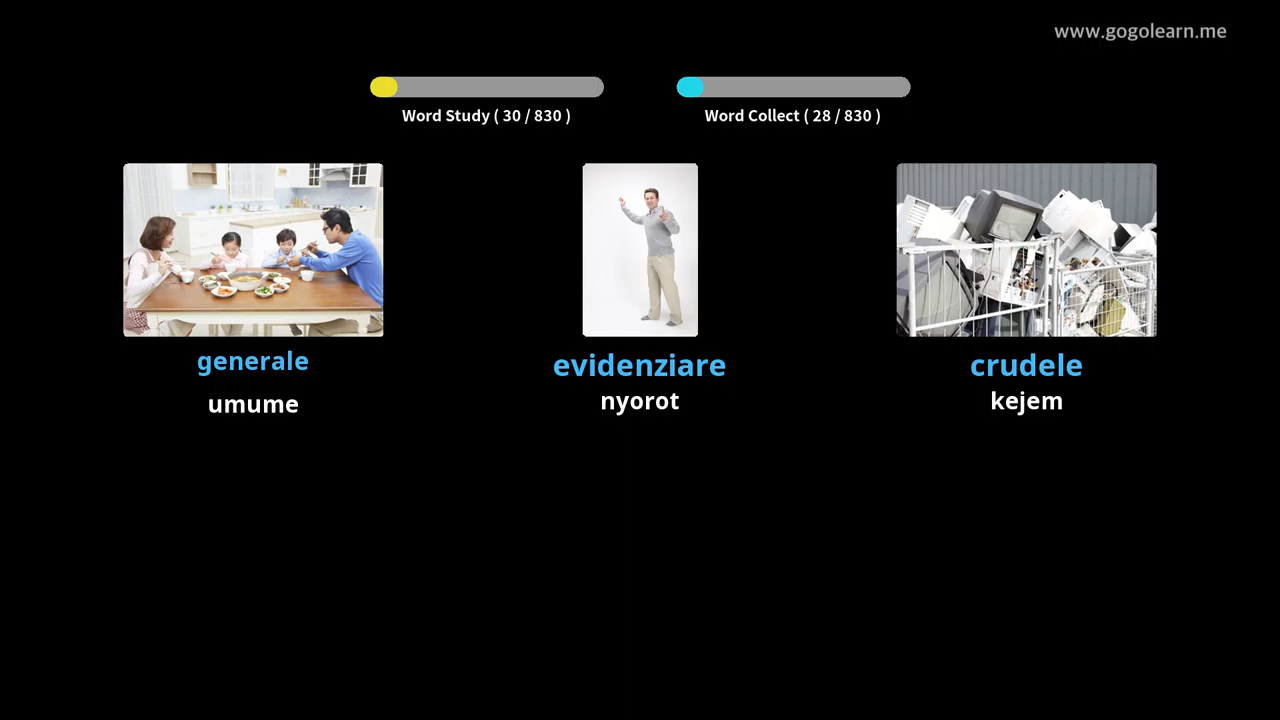 www.gogolearn.me
Word Study ( 30 / 830 )
Word Collect ( 28 / 830 )
generale
umume
evidenziare
nyorot
crudele
kejem